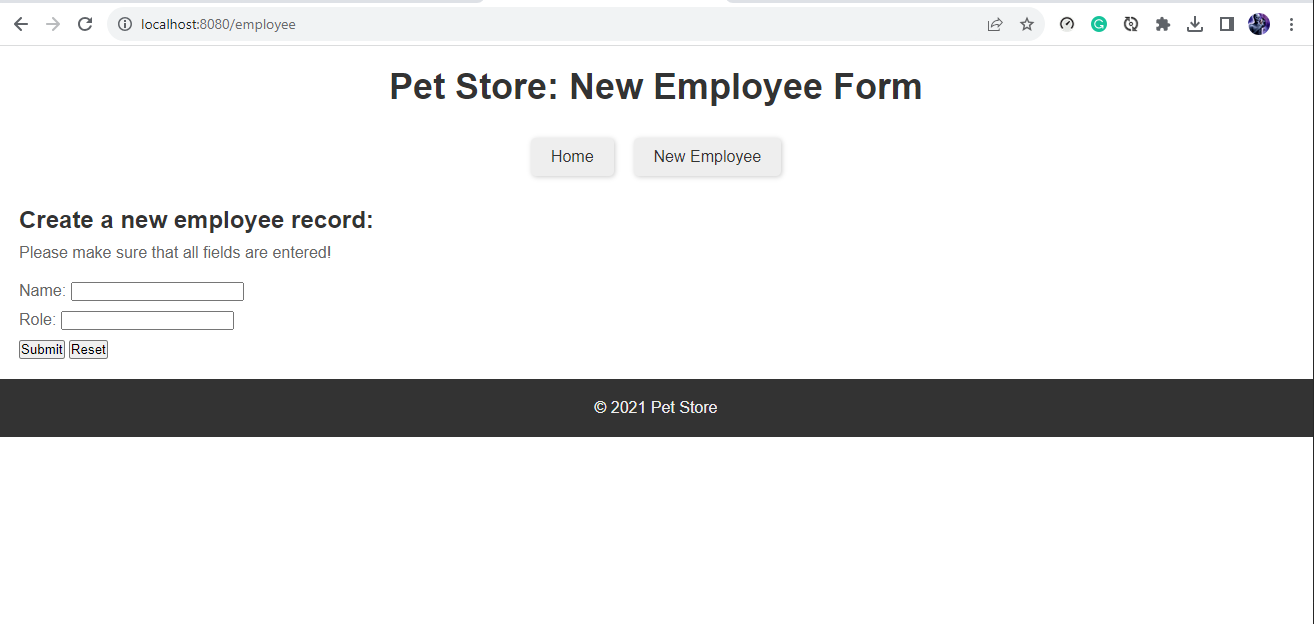 localhost:8080/employee
Pet Store: New Employee Form
Home New Employee
Create a new employee record:
Please make sure that all fields are entered!
Name:
Role:
Submit Reset
© 2021 Pet Store